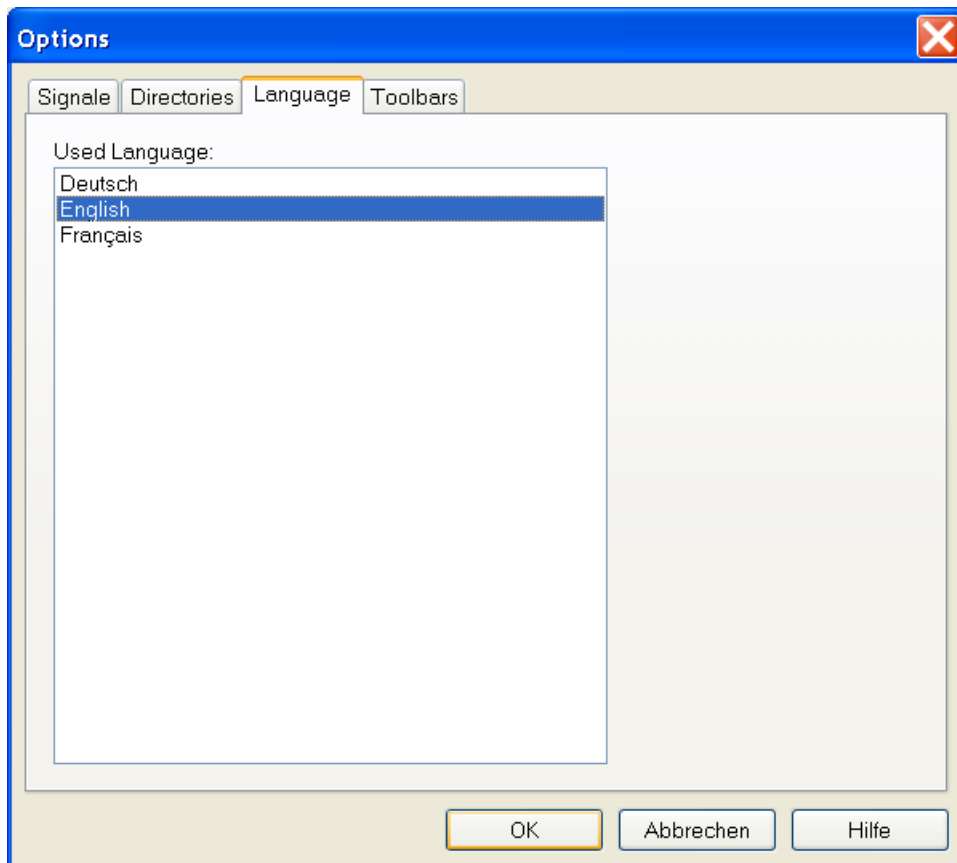 Options
Signale Directories Language Toolbars
Used Language:
Deutsch
English
Français
OK Abbrechen Hilfe